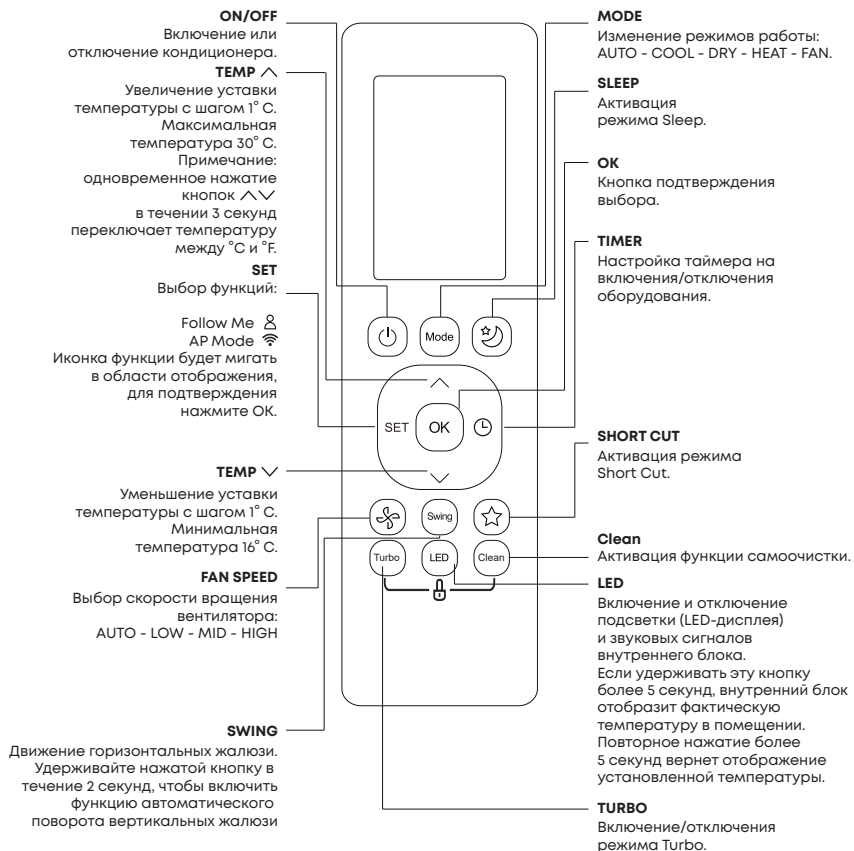 ON/OFF
Включение или
отключение кондиционера.
TEMP ︿
Увеличение уставки
температуры с шагом 1° С.
Максимальная
температура 30° С.
Примечание:
одновременное нажатие
кнопок ︿﹀
в течении 3 секунд
переключает температуру
между °C и °F.
SET
Выбор функций:
Follow Me
AP Mode
Иконка функции будет мигать
в области отображения,
для подтверждения
нажмите ОК.
TEMP ﹀
Уменьшение уставки
температуры с шагом 1° С.
Минимальная
температура 16° С.
FAN SPEED
Выбор скорости вращения
вентилятора:
AUTO - LOW - MID - HIGH
SWING
Движение горизонтальных жалюзи.
Удерживайте нажатой кнопку в
течение 2 секунд, чтобы включить
функцию автоматического
поворота вертикальных жалюзи
Mode
SET
OK
Swing
Turbo
LED
Clean
MODE
Изменение режимов работы:
AUTO - COOL - DRY - HEAT - FAN.
SLEEP
Активация
режима Sleep.
OK
Кнопка подтверждения
выбора.
TIMER
Настройка таймера на
включения/отключения
оборудования.
SHORT CUT
Активация режима
Short Cut.
Clean
Активация функции самоочистки.
LED
Включение и отключение
подсветки (LED-дисплея)
и звуковых сигналов
внутреннего блока.
Если удерживать эту кнопку
более 5 секунд, внутренний блок
отобразит фактическую
температуру в помещении.
Повторное нажатие более
5 секунд вернет отображение
установленной температуры.
TURBO
Включение/отключения
режима Turbo.